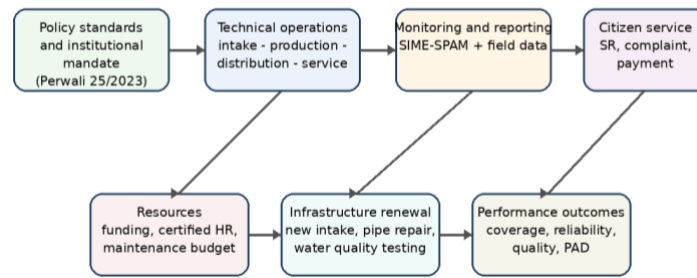 Policy standards
and institutional
mandate
(Perwali 25/2023)
Technical operations
intake - production -
distribution - service
Monitoring and reporting
SIME-SPAM + field data
Citizen service
SR, complaint,
payment
Resources
funding, certified HR,
maintenance budget
Infrastructure renewal
new intake, pipe repair,
water quality testing
Performance outcomes
coverage, reliability,
quality, PAD